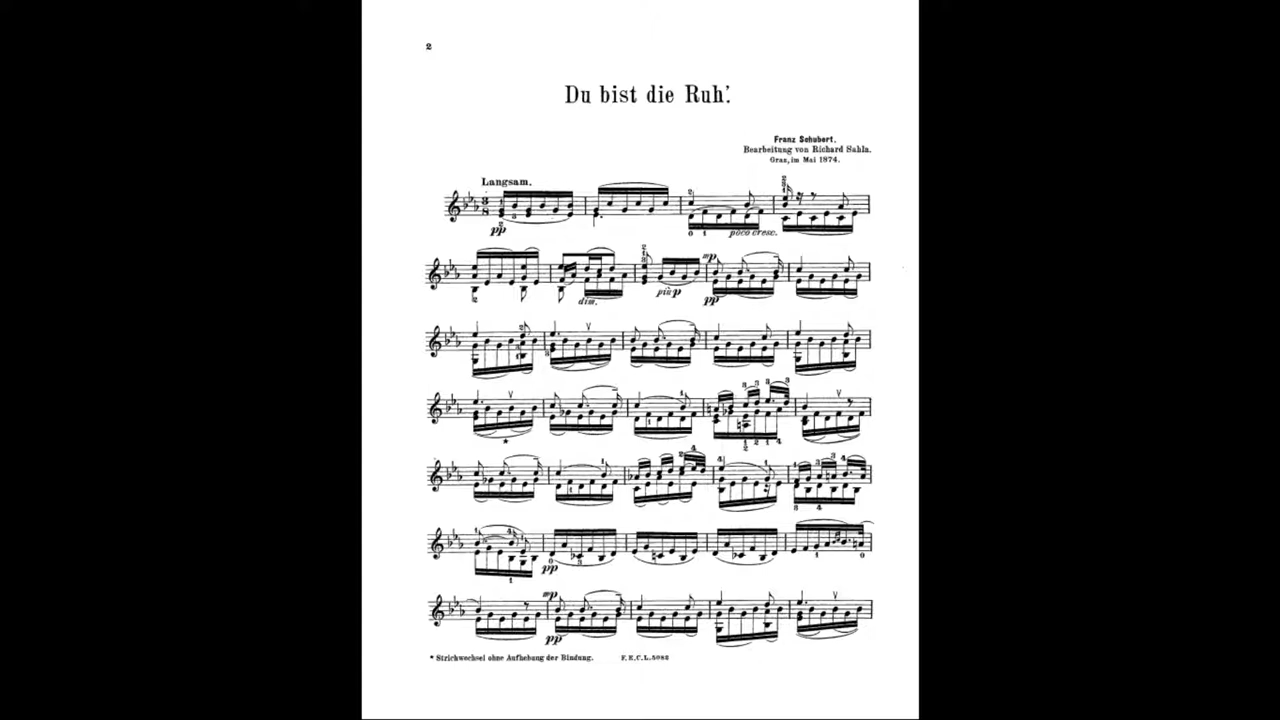 2
Du bist die Ruh'.
Franz Schubert.
Bearbeitung von Richard Sahla.
Graz, im Mai 1874.
Langsam.
pp
poco cresc.
mp
dim.
più p
pp
pp
mp
pp
* Strichwechsel ohne Aufhebung der Bindung.
F. E. C. L. 5082